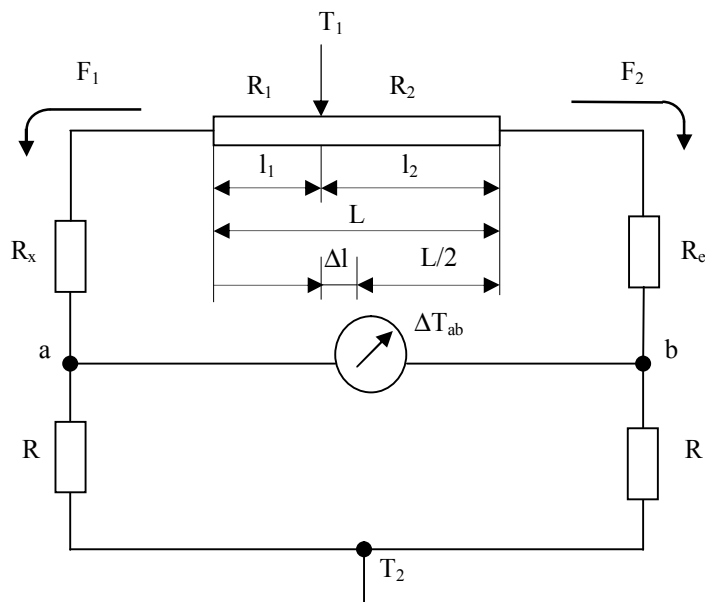 T₁
F₁
F₂
R₁
R₂
l₁
l₂
L
Rₓ
Rₑ
Δl
L/2
ΔTₐb
a
b
R
R
T₂